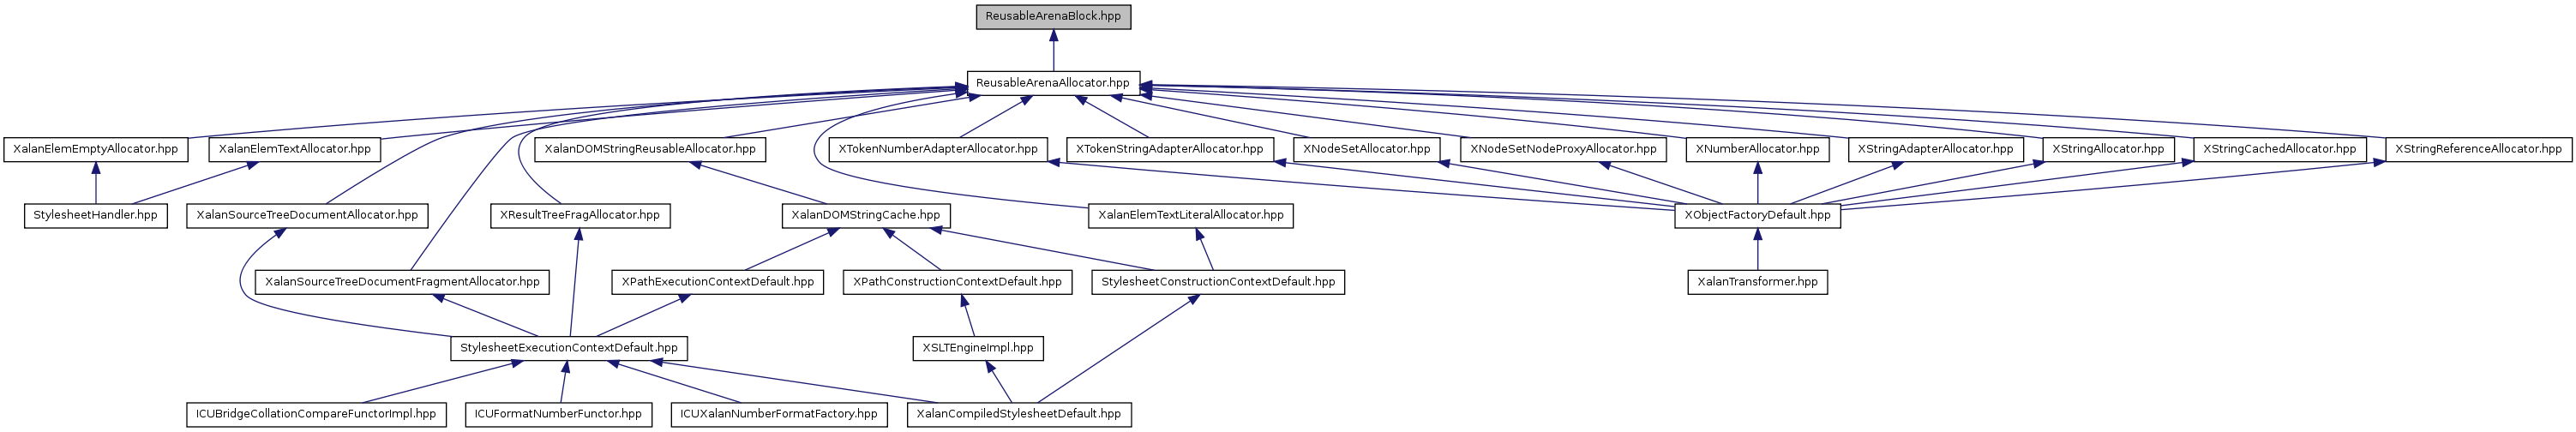 ReusableArenaBlock.hpp
ReusableArenaAllocator.hpp
XalanElemEmptyAllocator.hpp
XalanElemTextAllocator.hpp
XalanDOMStringReusableAllocator.hpp
XTokenNumberAdapterAllocator.hpp
XTokenStringAdapterAllocator.hpp
XNodeSetAllocator.hpp
XNodeSetNodeProxyAllocator.hpp
XNumberAllocator.hpp
XStringAdapterAllocator.hpp
XStringAllocator.hpp
XStringCachedAllocator.hpp
XStringReferenceAllocator.hpp
StylesheetHandler.hpp
XalanSourceTreeDocumentAllocator.hpp
XResultTreeFragAllocator.hpp
XalanDOMStringCache.hpp
XalanElemTextLiteralAllocator.hpp
XObjectFactoryDefault.hpp
XalanSourceTreeDocumentFragmentAllocator.hpp
XPathExecutionContextDefault.hpp
XPathConstructionContextDefault.hpp
StylesheetConstructionContextDefault.hpp
XalanTransformer.hpp
StylesheetExecutionContextDefault.hpp
XSLTEngineImpl.hpp
ICUBridgeCollationCompareFunctorImpl.hpp
ICUFormatNumberFunctor.hpp
ICUXalanNumberFormatFactory.hpp
XalanCompiledStylesheetDefault.hpp